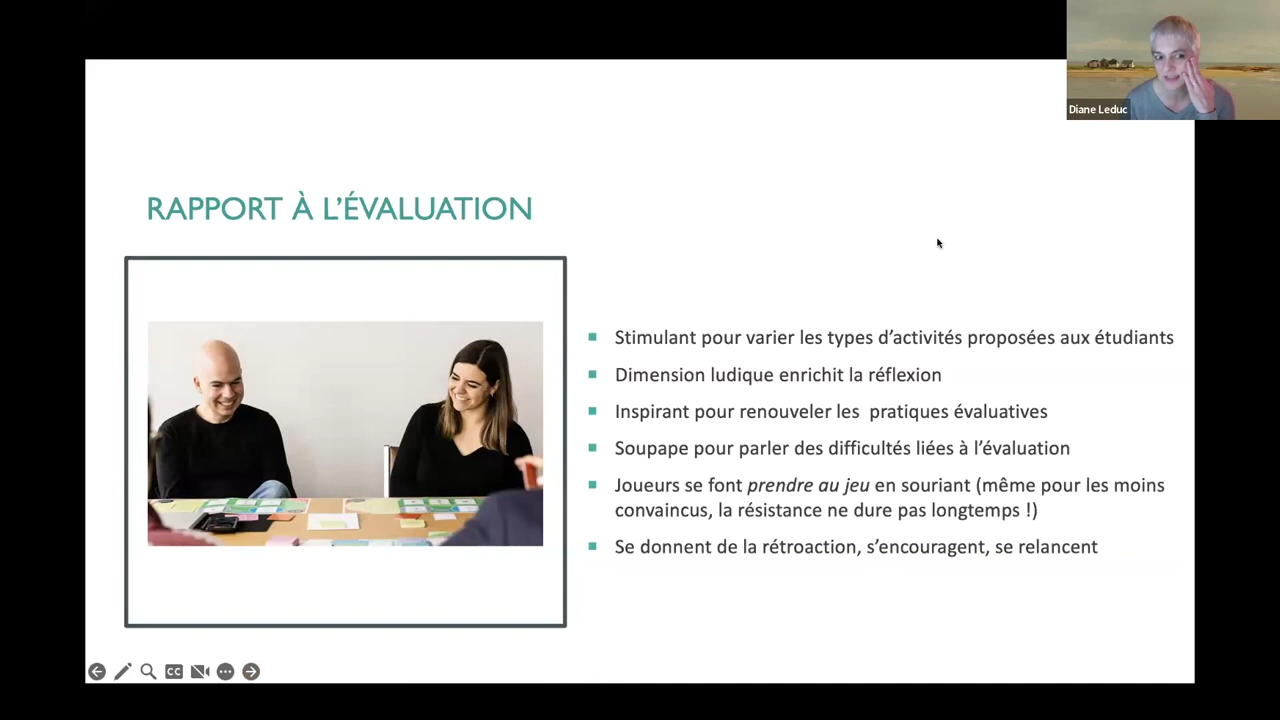 Diane Leduc
RAPPORT À L’ÉVALUATION
Stimulant pour varier les types d’activités proposées aux étudiants
Dimension ludique enrichit la réflexion
Inspirant pour renouveler les  pratiques évaluatives
Soupape pour parler des difficultés liées à l’évaluation
Joueurs se font prendre au jeu en souriant (même pour les moins
convaincus, la résistance ne dure pas longtemps !)
Se donnent de la rétroaction, s’encouragent, se relancent
CC